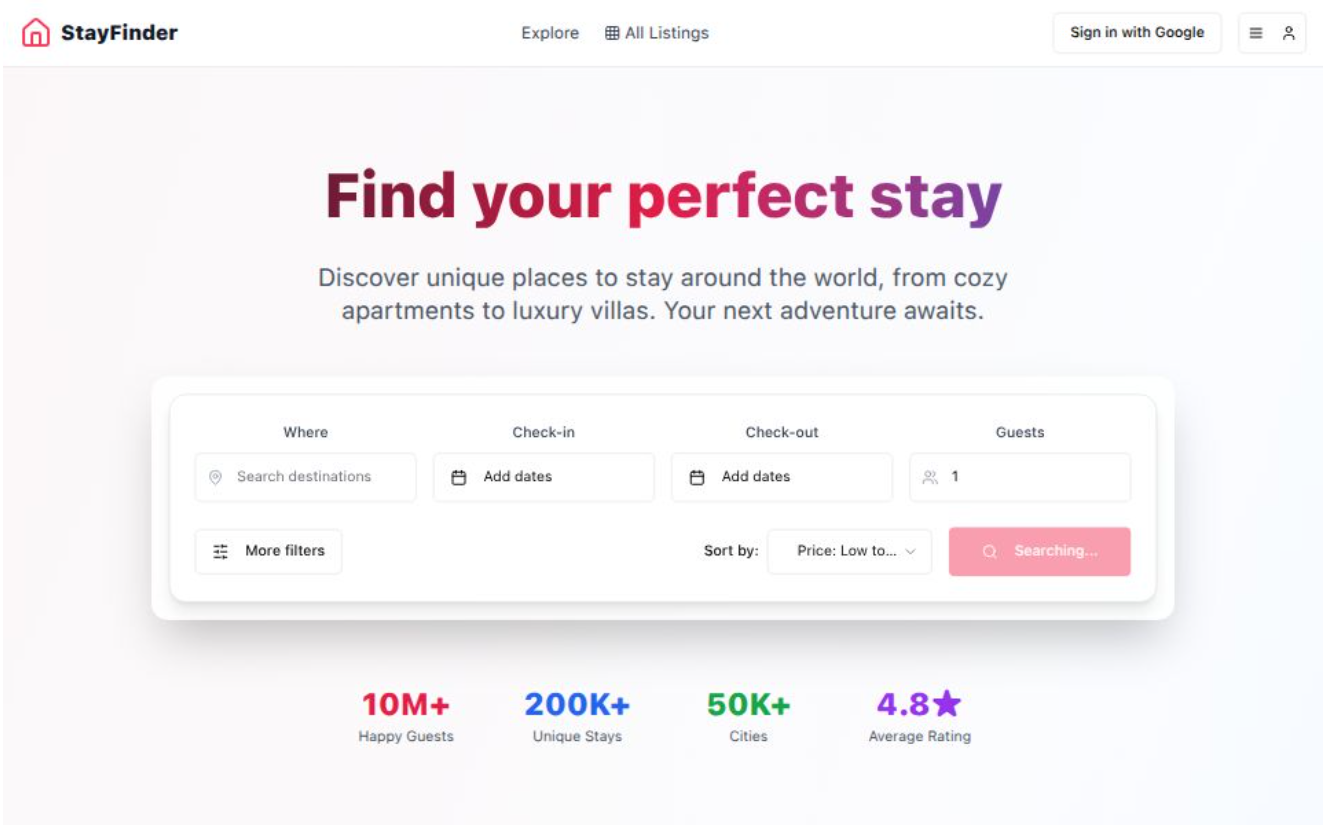 StayFinder
Explore
All Listings
Sign in with Google
Find your perfect stay
Discover unique places to stay around the world, from cozy
apartments to luxury villas. Your next adventure awaits.
Where
Check-in
Check-out
Guests
Search destinations
Add dates
Add dates
1
More filters
Sort by:
Price: Low to...
Searching...
10M+
200K+
50K+
4.8★
Happy Guests
Unique Stays
Cities
Average Rating